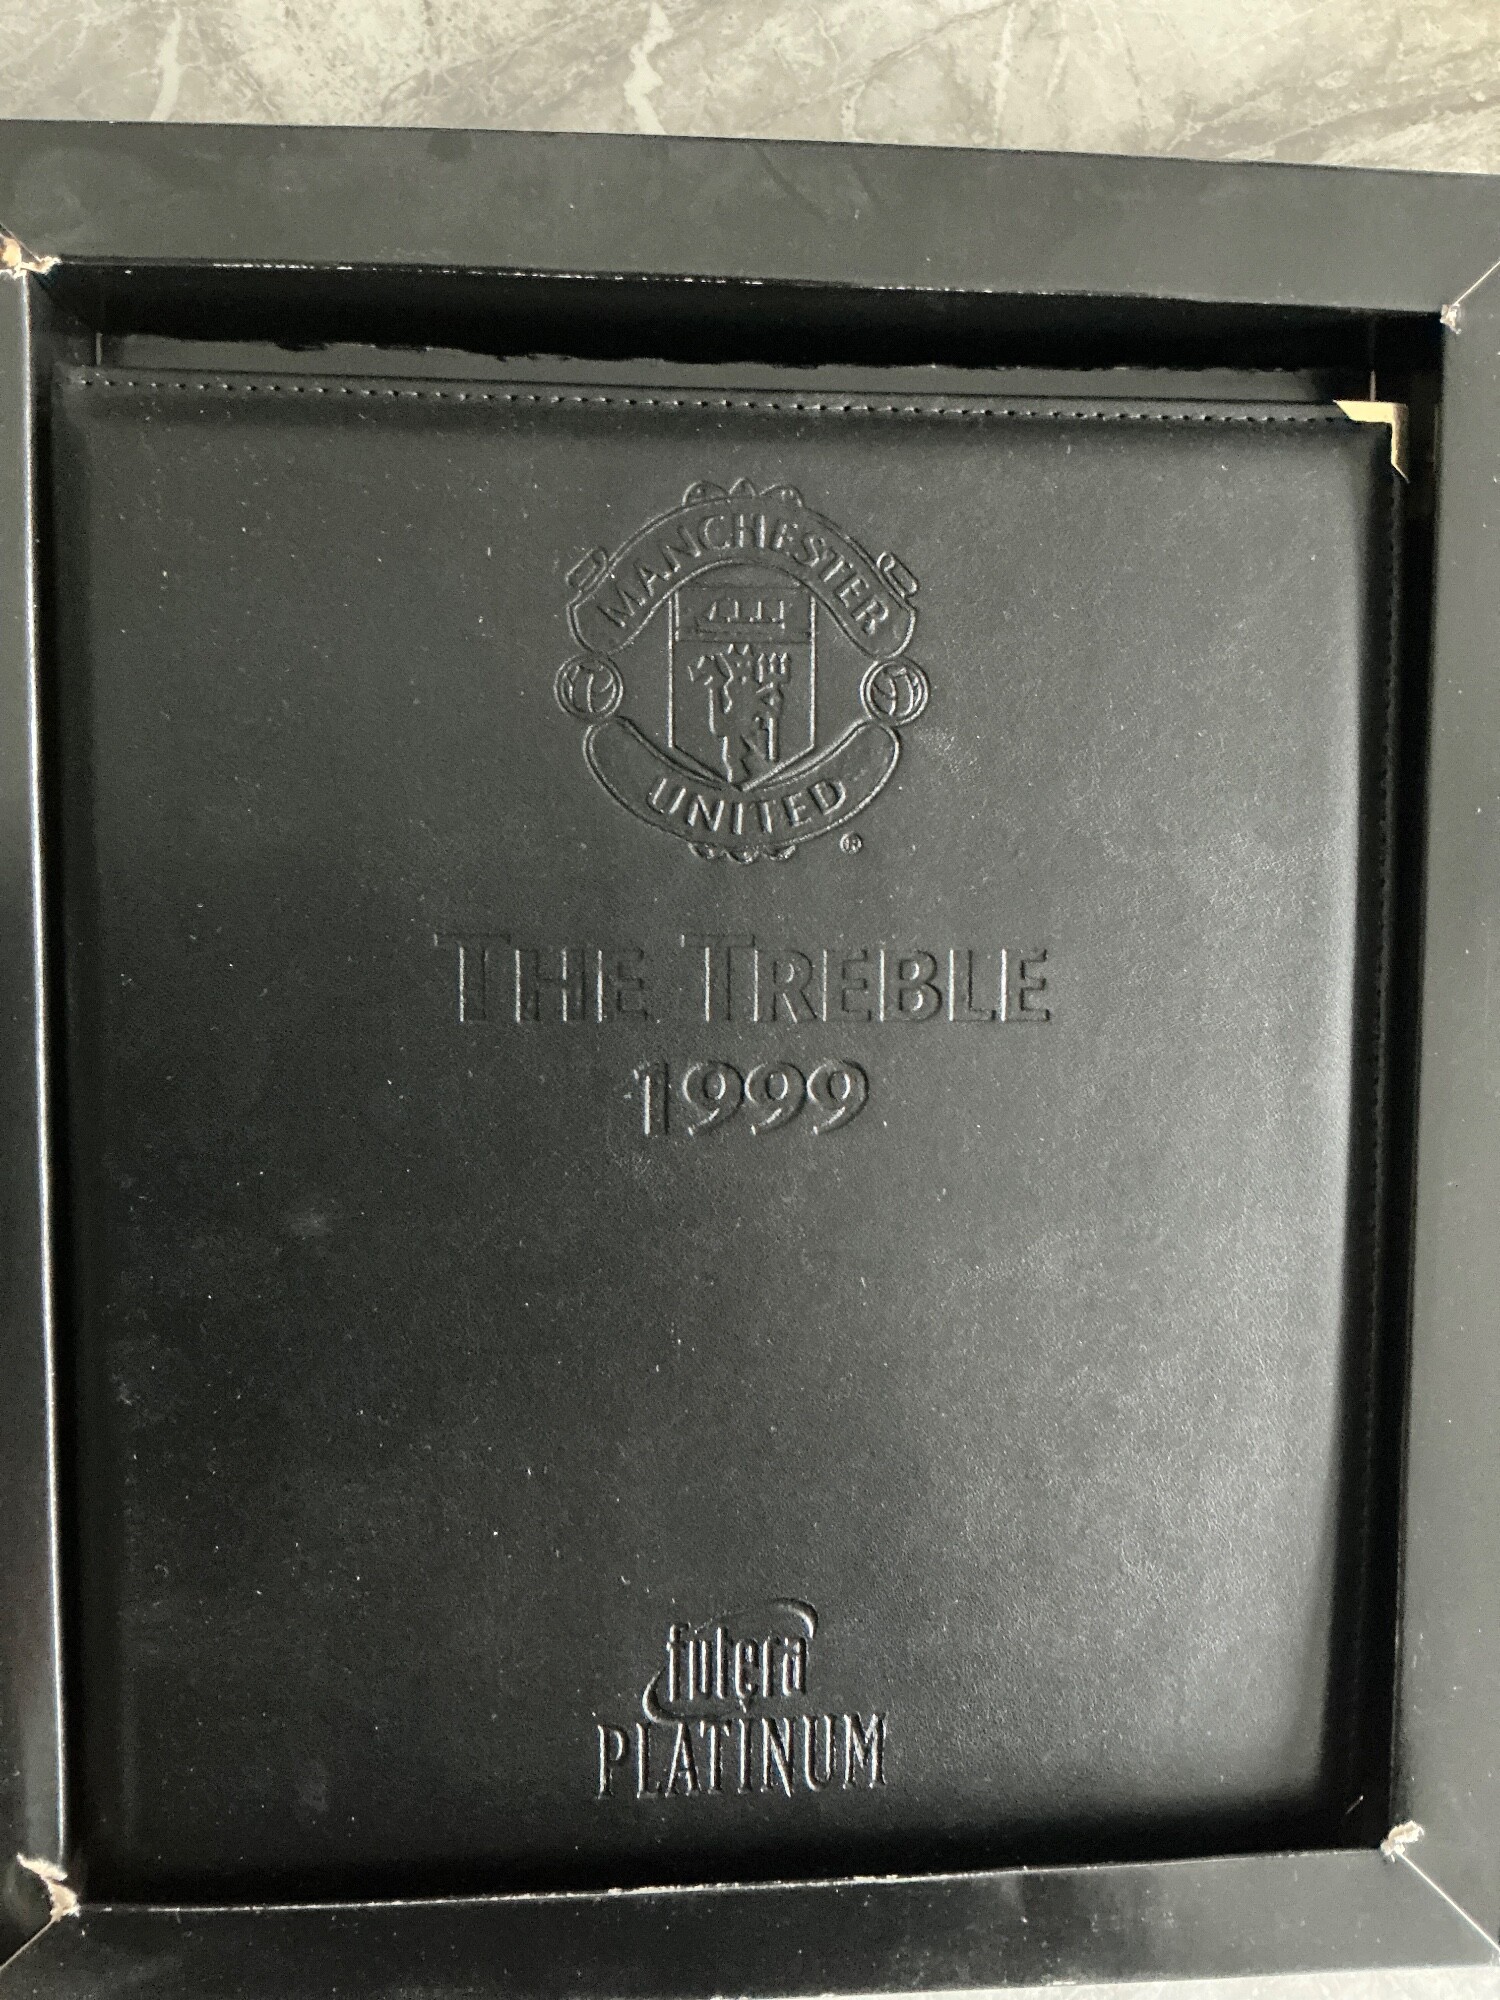 MANCHESTER
UNITED
®
THE TREBLE
1999
futera
PLATINUM